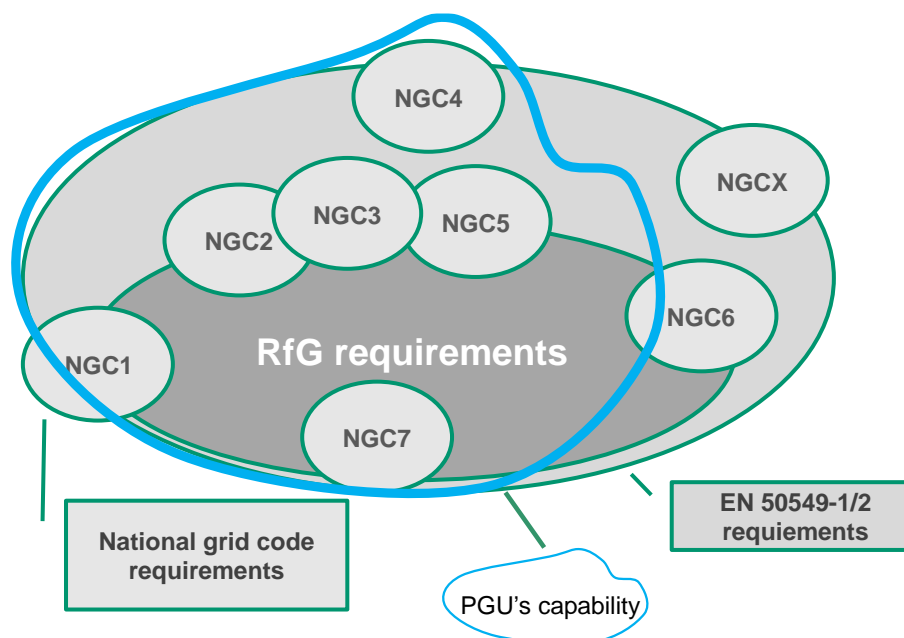 NGC4
NGCX
NGC3
NGC2
NGC5
NGC6
RfG requirements
NGC1
NGC7
EN 50549-1/2
requiements
National grid code
requirements
PGU's capability